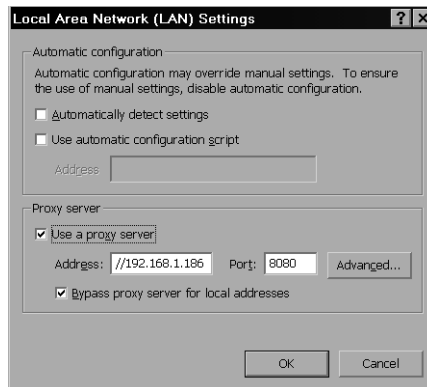 Local Area Network (LAN) Settings
Automatic configuration
Automatic configuration may override manual settings. To ensure
the use of manual settings, disable automatic configuration.
Automatically detect settings
Use automatic configuration script
Address
Proxy server
Use a proxy server
Address: //192.168.1.186 Port: 8080 Advanced...
Bypass proxy server for local addresses
OK Cancel